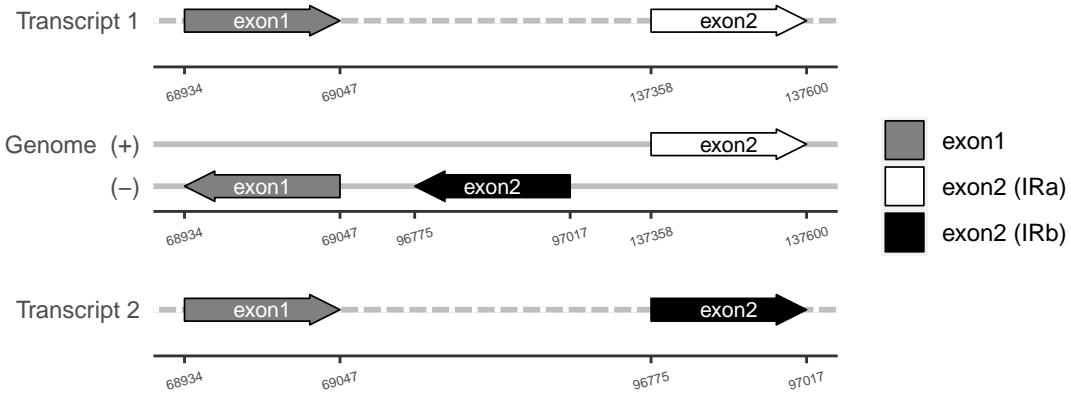 Transcript 1 exon1 exon2
68934 69047 137358 137600
Genome (+) exon2
(–) exon1 exon2
68934 69047 96775 97017 137358 137600
Transcript 2 exon1 exon2
68934 69047 96775 97017
exon1
exon2 (IRa)
exon2 (IRb)